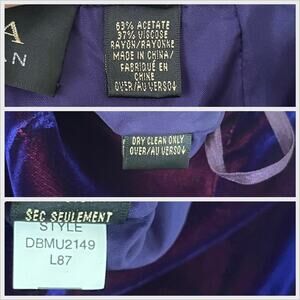 A
AN
63% ACETATE
37% VISCOSE
RAYON/RAYONNE
MADE IN CHINA/
FABRIQUÉ EN
CHINE
OVER/AU VERSO↓
DRY CLEAN ONLY
OVER/AU VERSO↓
SEC SEULEMENT
STYLE
DBMU2149
L87